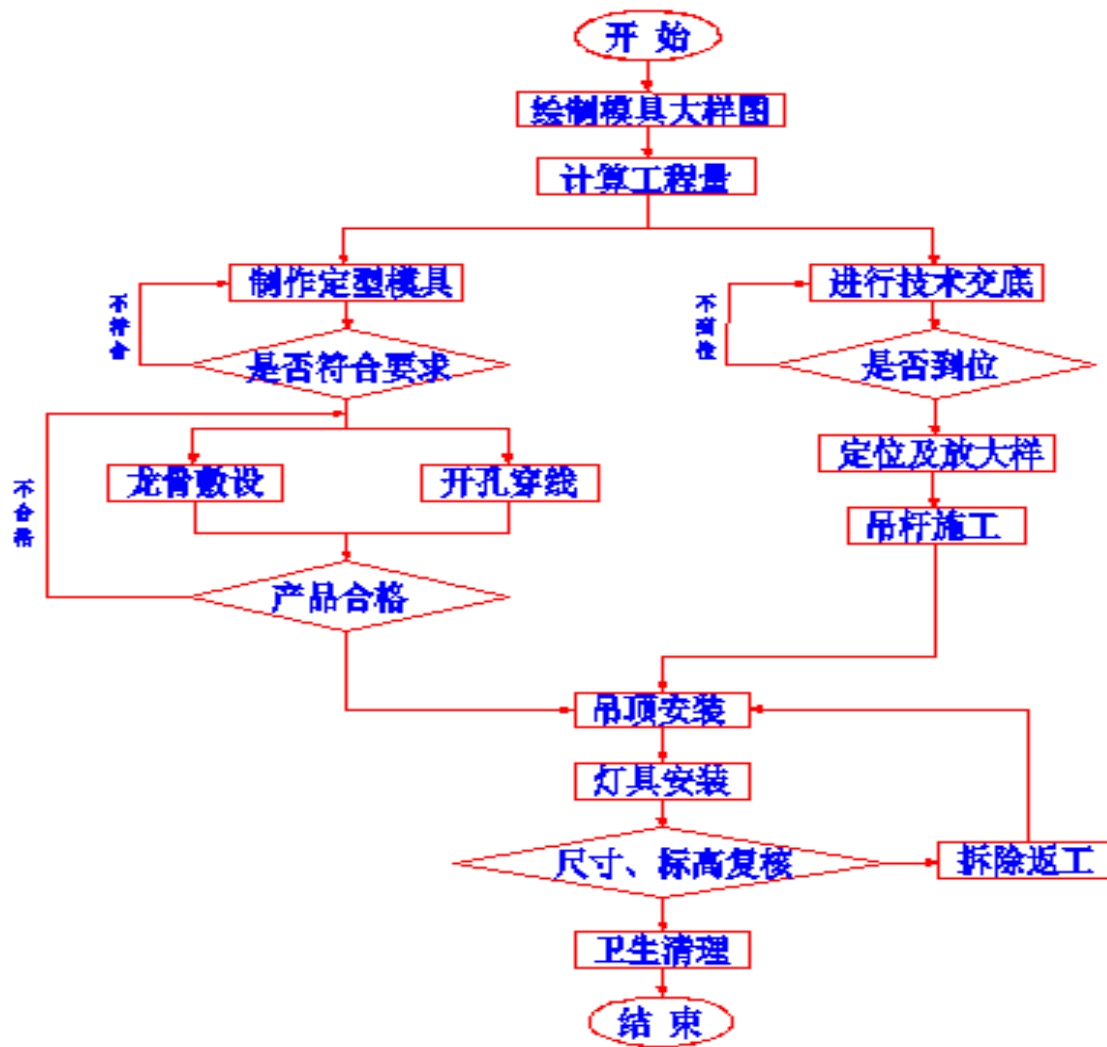 开 始
绘制模具大样图
计算工程量
制作定型模具
进行技术交底
不符合
不到位
是否符合要求
是否到位
龙骨敷设
开孔穿线
定位及放大样
不合格
吊杆施工
产品合格
吊顶安装
灯具安装
尺寸、标高复核
拆除返工
卫生清理
结 束